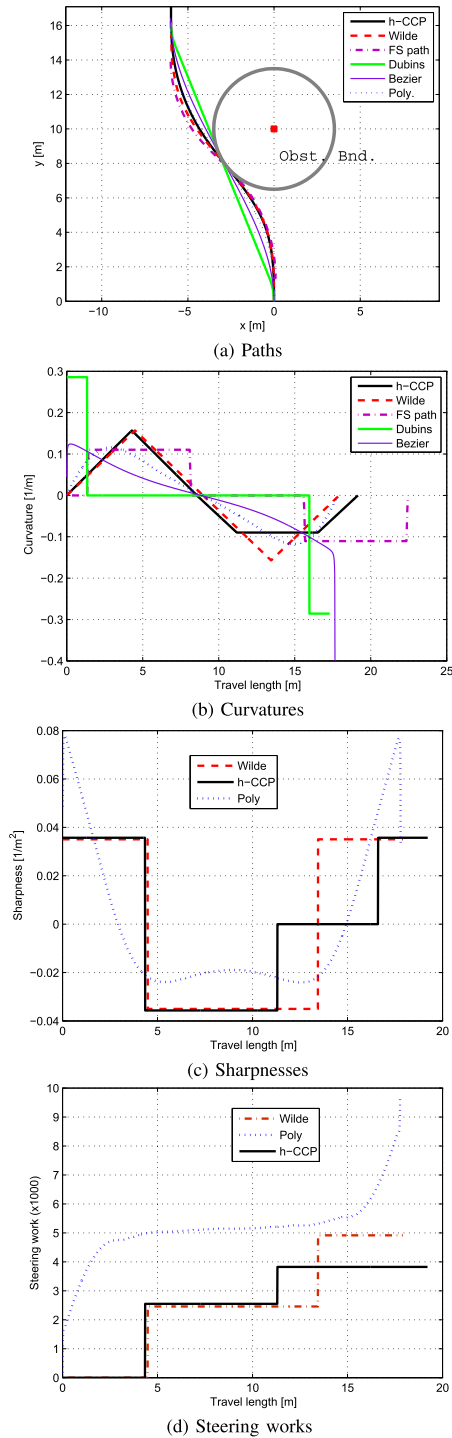 16
14
12
10
8
6
4
2
0
y [m]
h-CCP
Wilde
FS path
Dubins
Bezier
Poly.
Obst. Bnd.
−10
−5
0
5
x [m]
(a) Paths
0.3
0.2
0.1
0
−0.1
−0.2
−0.3
−0.4
Curvature [1/m]
h-CCP
Wilde
FS path
Dubins
Bezier
0
5
10
15
20
25
Travel length [m]
(b) Curvatures
0.08
0.06
0.04
0.02
0
−0.02
−0.04
Sharpness [1/m²]
Wilde
h-CCP
Poly
0
5
10
15
20
Travel length [m]
(c) Sharpnesses
10
9
8
7
6
5
4
3
2
1
0
Steering work (x1000)
Wilde
Poly
h-CCP
0
5
10
15
20
Travel length [m]
(d) Steering works